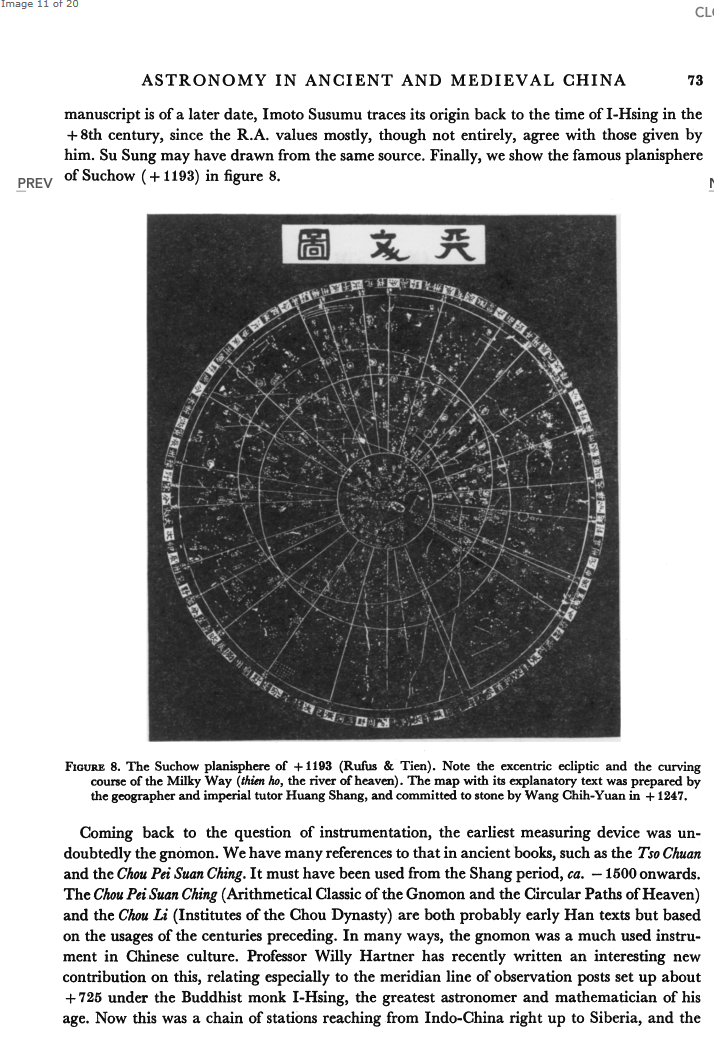 Image 11 of 20
CL
ASTRONOMY IN ANCIENT AND MEDIEVAL CHINA 73
manuscript is of a later date, Imoto Susumu traces its origin back to the time of I-Hsing in the
+8th century, since the R.A. values mostly, though not entirely, agree with those given by
him. Su Sung may have drawn from the same source. Finally, we show the famous planisphere
PREV
of Suchow (+1193) in figure 8.
圖 文 天
FIGURE 8. The Suchow planisphere of +1193 (Rufus & Tien). Note the excentric ecliptic and the curving
course of the Milky Way (thien ho, the river of heaven). The map with its explanatory text was prepared by
the geographer and imperial tutor Huang Shang, and committed to stone by Wang Chih-Yuan in +1247.
Coming back to the question of instrumentation, the earliest measuring device was un-
doubtedly the gnomon. We have many references to that in ancient books, such as the Tso Chuan
and the Chou Pei Suan Ching. It must have been used from the Shang period, ca. −1500 onwards.
The Chou Pei Suan Ching (Arithmetical Classic of the Gnomon and the Circular Paths of Heaven)
and the Chou Li (Institutes of the Chou Dynasty) are both probably early Han texts but based
on the usages of the centuries preceding. In many ways, the gnomon was a much used instru-
ment in Chinese culture. Professor Willy Hartner has recently written an interesting new
contribution on this, relating especially to the meridian line of observation posts set up about
+725 under the Buddhist monk I-Hsing, the greatest astronomer and mathematician of his
age. Now this was a chain of stations reaching from Indo-China right up to Siberia, and the